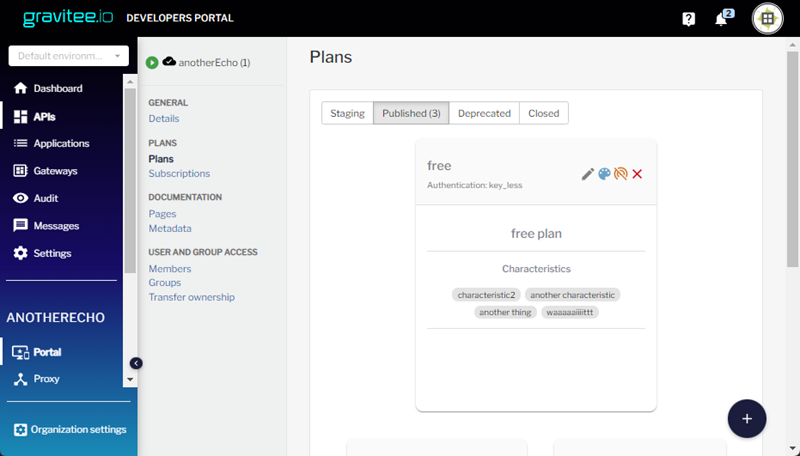 gravitee.io DEVELOPERS PORTAL
2
Default environm...
Dashboard
APIs
Applications
Gateways
Audit
Messages
Settings
ANOTHERECHO
Portal
Proxy
Organization settings
anotherEcho (1)
GENERAL
Details
PLANS
Plans
Subscriptions
DOCUMENTATION
Pages
Metadata
USER AND GROUP ACCESS
Members
Groups
Transfer ownership
Plans
Staging Published (3) Deprecated Closed
free
Authentication: key_less
free plan
Characteristics
characteristic2 another characteristic
another thing waaaaaiiiittt